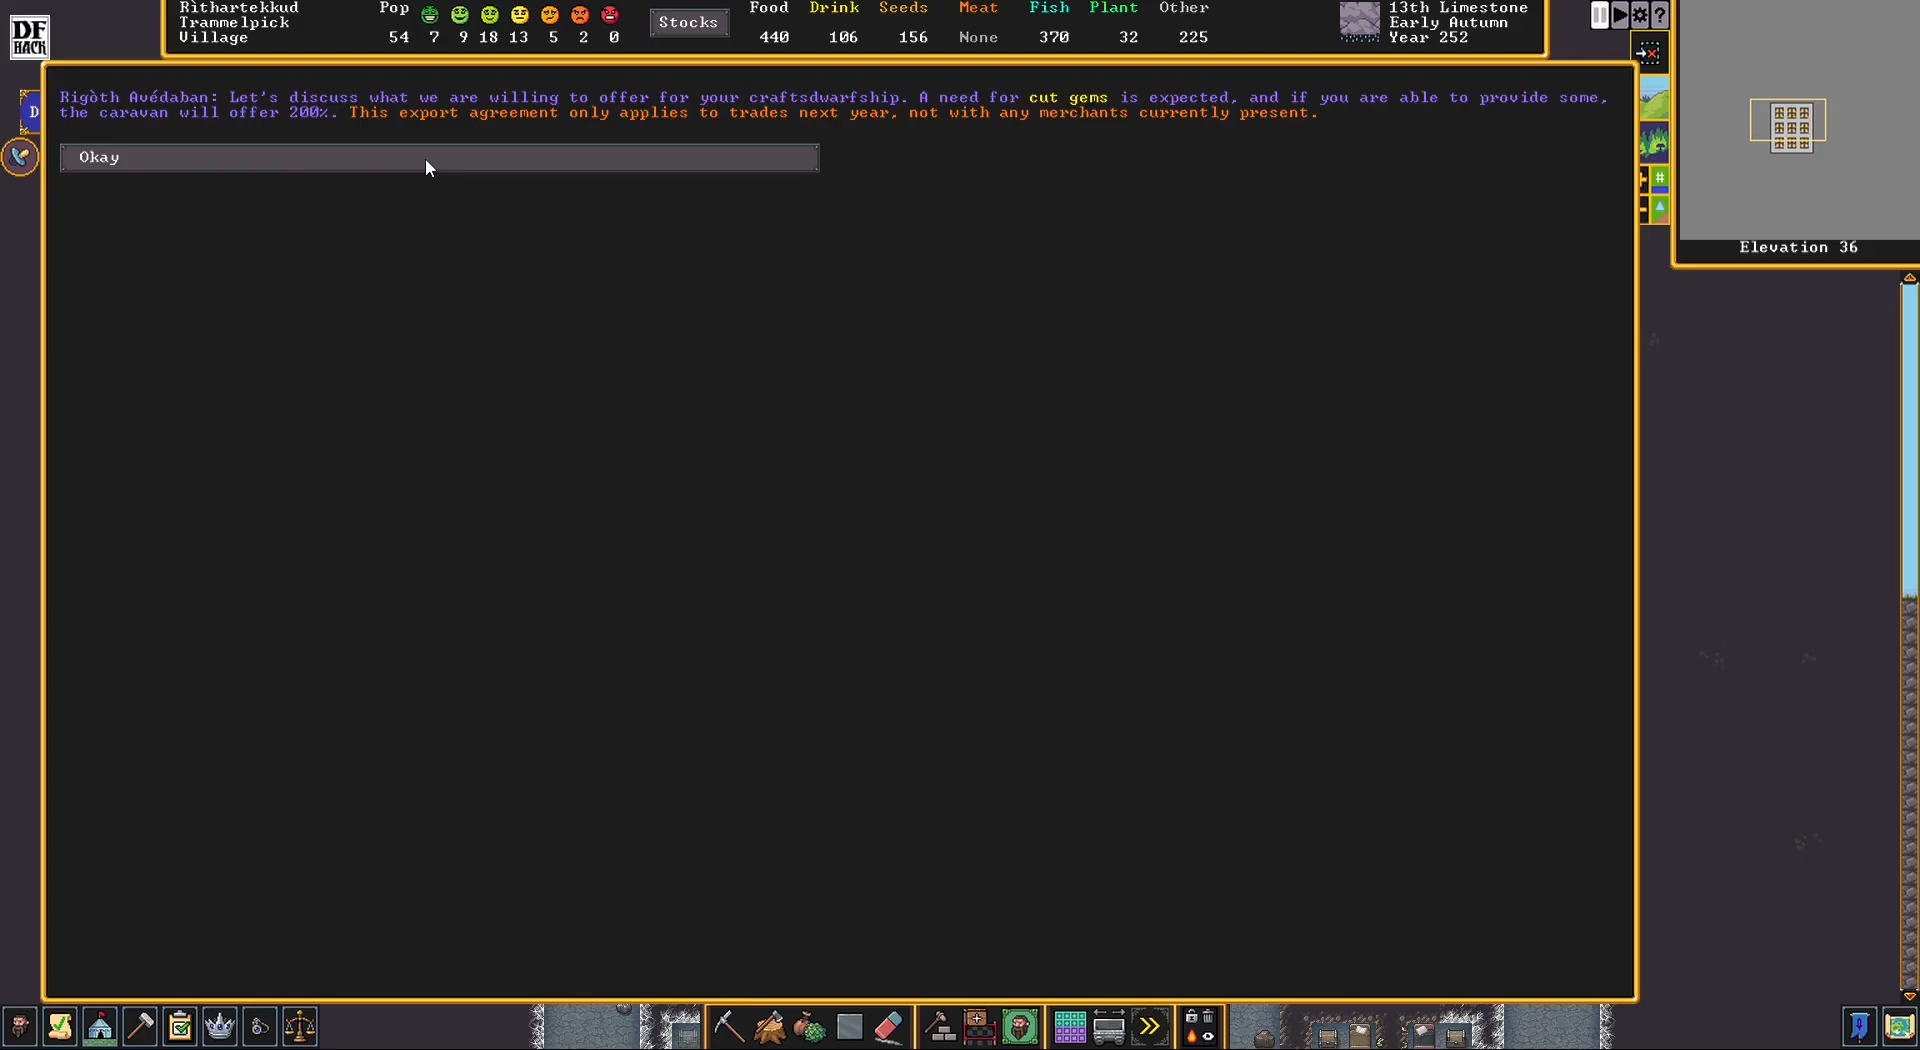 DF
HACK
Rithartekkud
Trammelpick
Village
Pop
54 7 9 18 13 5 2 0
Stocks
Food Drink Seeds Meat Fish Plant Other
440 106 156 None 370 32 225
13th Limestone
Early Autumn
Year 252
?
D
Rigòth Avédaban: Let's discuss what we are willing to offer for your craftsdwarfship. A need for cut gems is expected, and if you are able to provide some,
the caravan will offer 200%. This export agreement only applies to trades next year, not with any merchants currently present.
Okay
#
Elevation 36